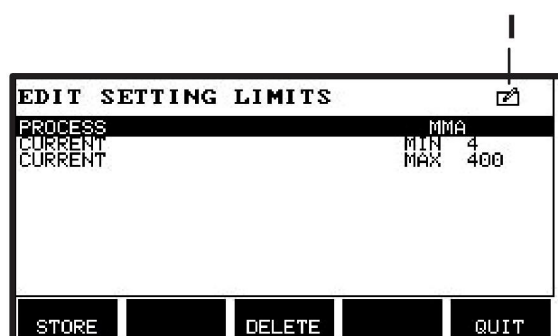 I
EDIT SETTING LIMITS
PROCESS MMA
CURRENT MIN 4
CURRENT MAX 400
STORE DELETE QUIT